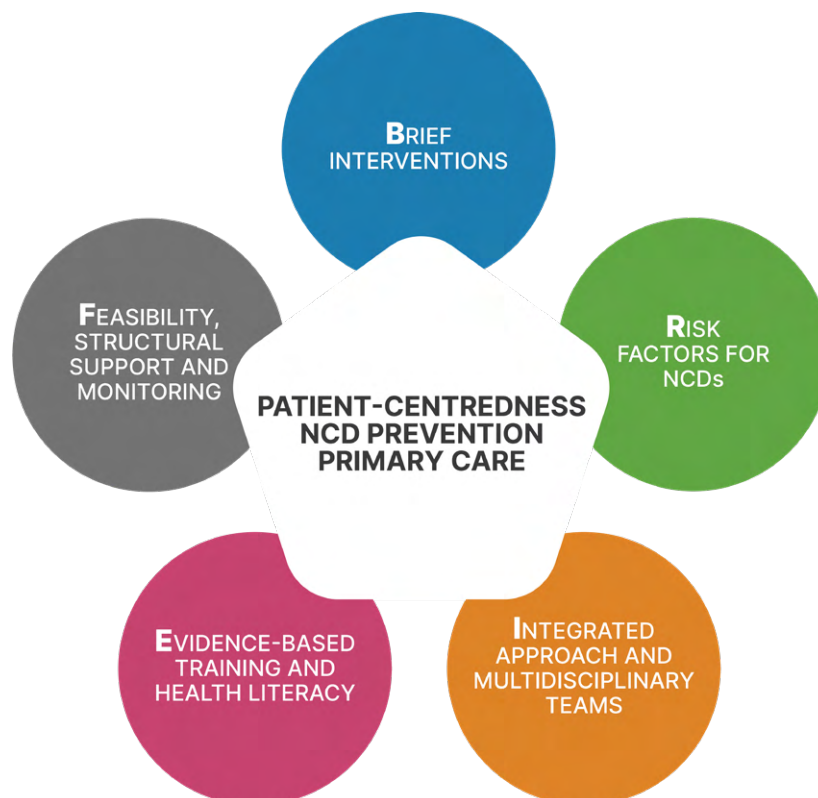 BRIEF
INTERVENTIONS
RISK
FACTORS FOR
NCDs
INTEGRATED
APPROACH AND
MULTIDISCIPLINARY
TEAMS
EVIDENCE-BASED
TRAINING AND
HEALTH LITERACY
FEASIBILITY,
STRUCTURAL
SUPPORT AND
MONITORING
PATIENT-CENTREDNESS
NCD PREVENTION
PRIMARY CARE